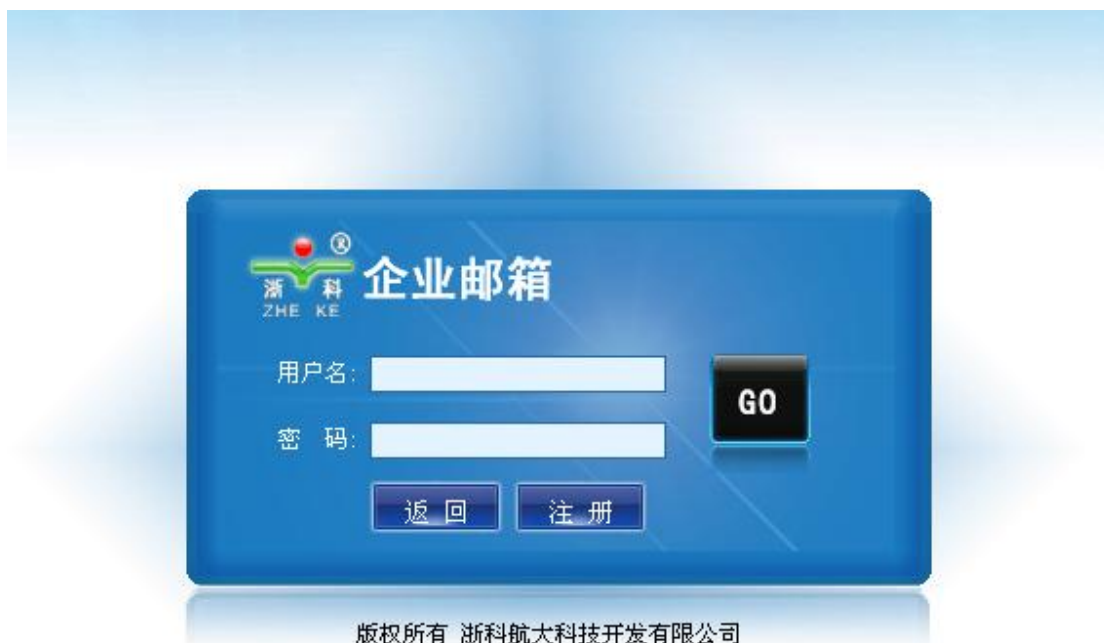 ®
浙 科
ZHE KE
企业邮箱
用户名:
密 码:
GO
返 回
注 册
版权所有 浙科航大科技开发有限公司